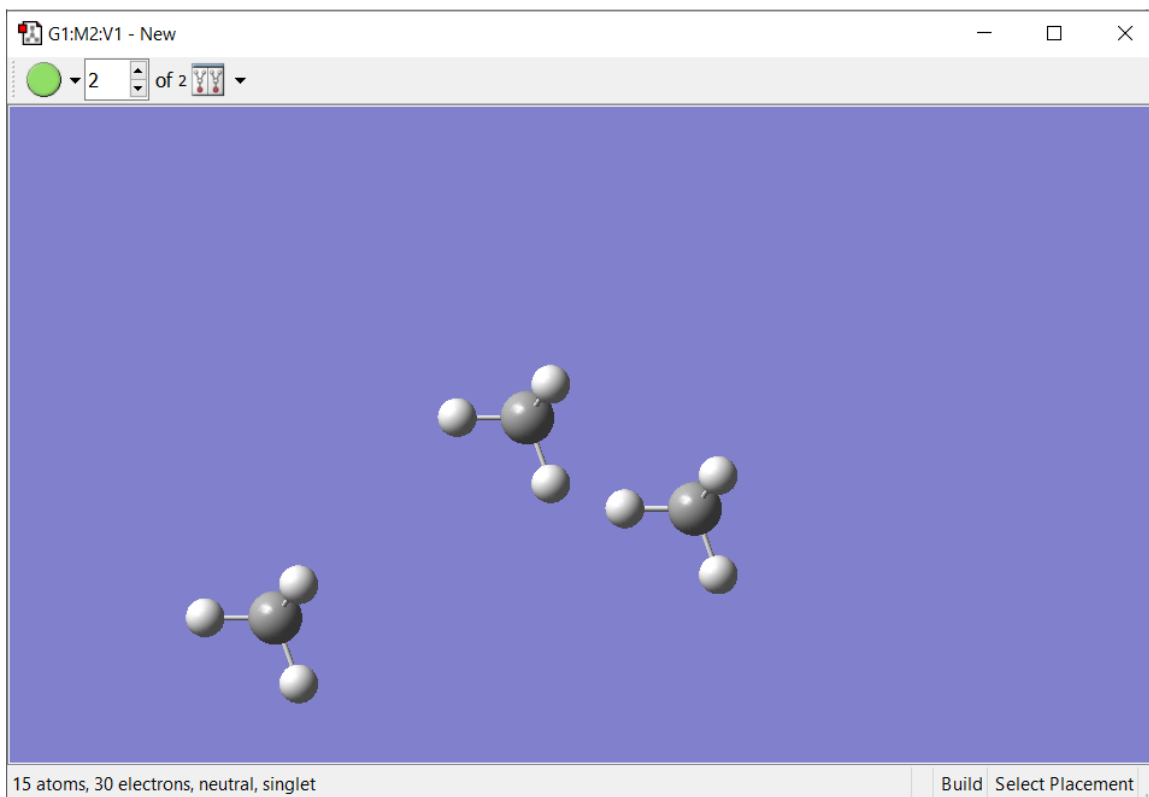 G1:M2:V1 - New
2 of 2
15 atoms, 30 electrons, neutral, singlet Build Select Placement